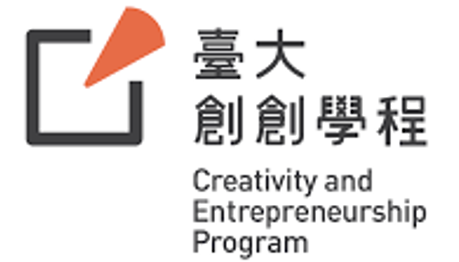 臺大
創創學程
Creativity and
Entrepreneurship
Program